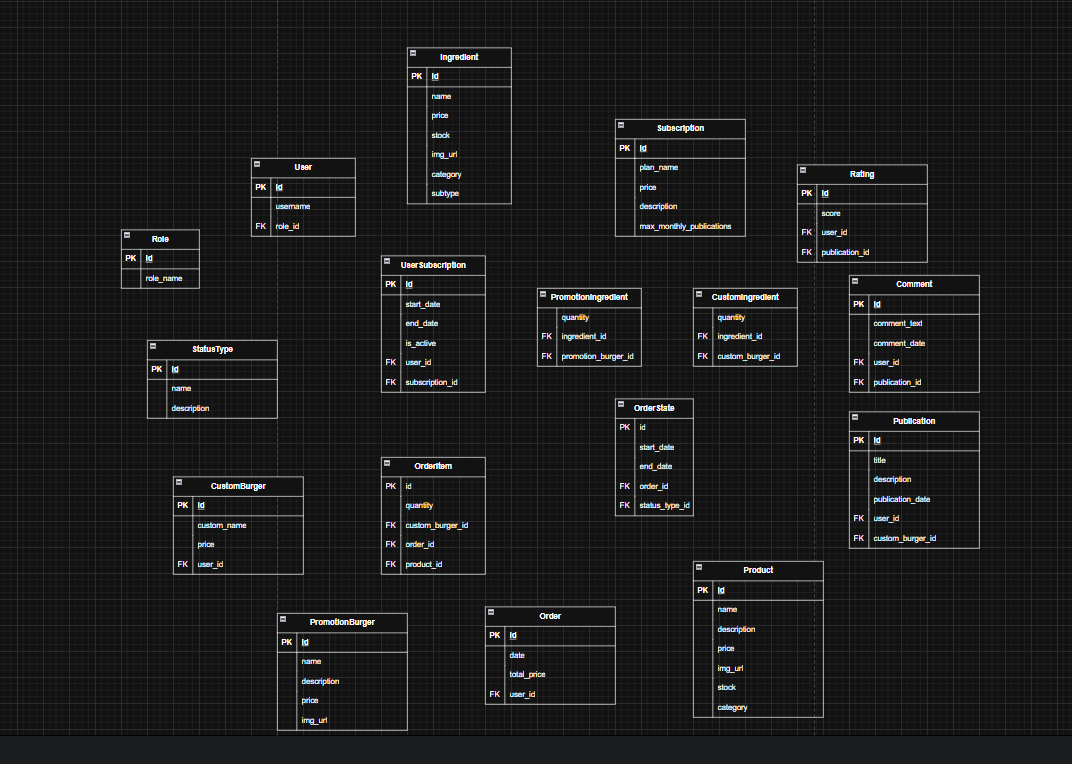 Ingredient
PK Id
name
price
stock
img_url
category
subtype
Subscription
PK Id
plan_name
price
description
max_monthly_publications
User
PK Id
username
FK role_id
Rating
PK Id
score
FK user_id
FK publication_id
Role
PK Id
role_name
UserSubscription
PK Id
start_date
end_date
is_active
FK user_id
FK subscription_id
PromotionIngredient
quantity
FK ingredient_id
FK promotion_burger_id
CustomIngredient
quantity
FK ingredient_id
FK custom_burger_id
Comment
PK Id
comment_text
comment_date
FK user_id
FK publication_id
StatusType
PK Id
name
description
OrderState
PK id
start_date
end_date
FK order_id
FK status_type_id
Publication
PK Id
title
description
publication_date
FK user_id
FK custom_burger_id
OrderItem
PK id
quantity
FK custom_burger_id
FK order_id
FK product_id
CustomBurger
PK Id
custom_name
price
FK user_id
Product
PK Id
name
description
price
img_url
stock
category
Order
PK Id
date
total_price
FK user_id
PromotionBurger
PK Id
name
description
price
img_url